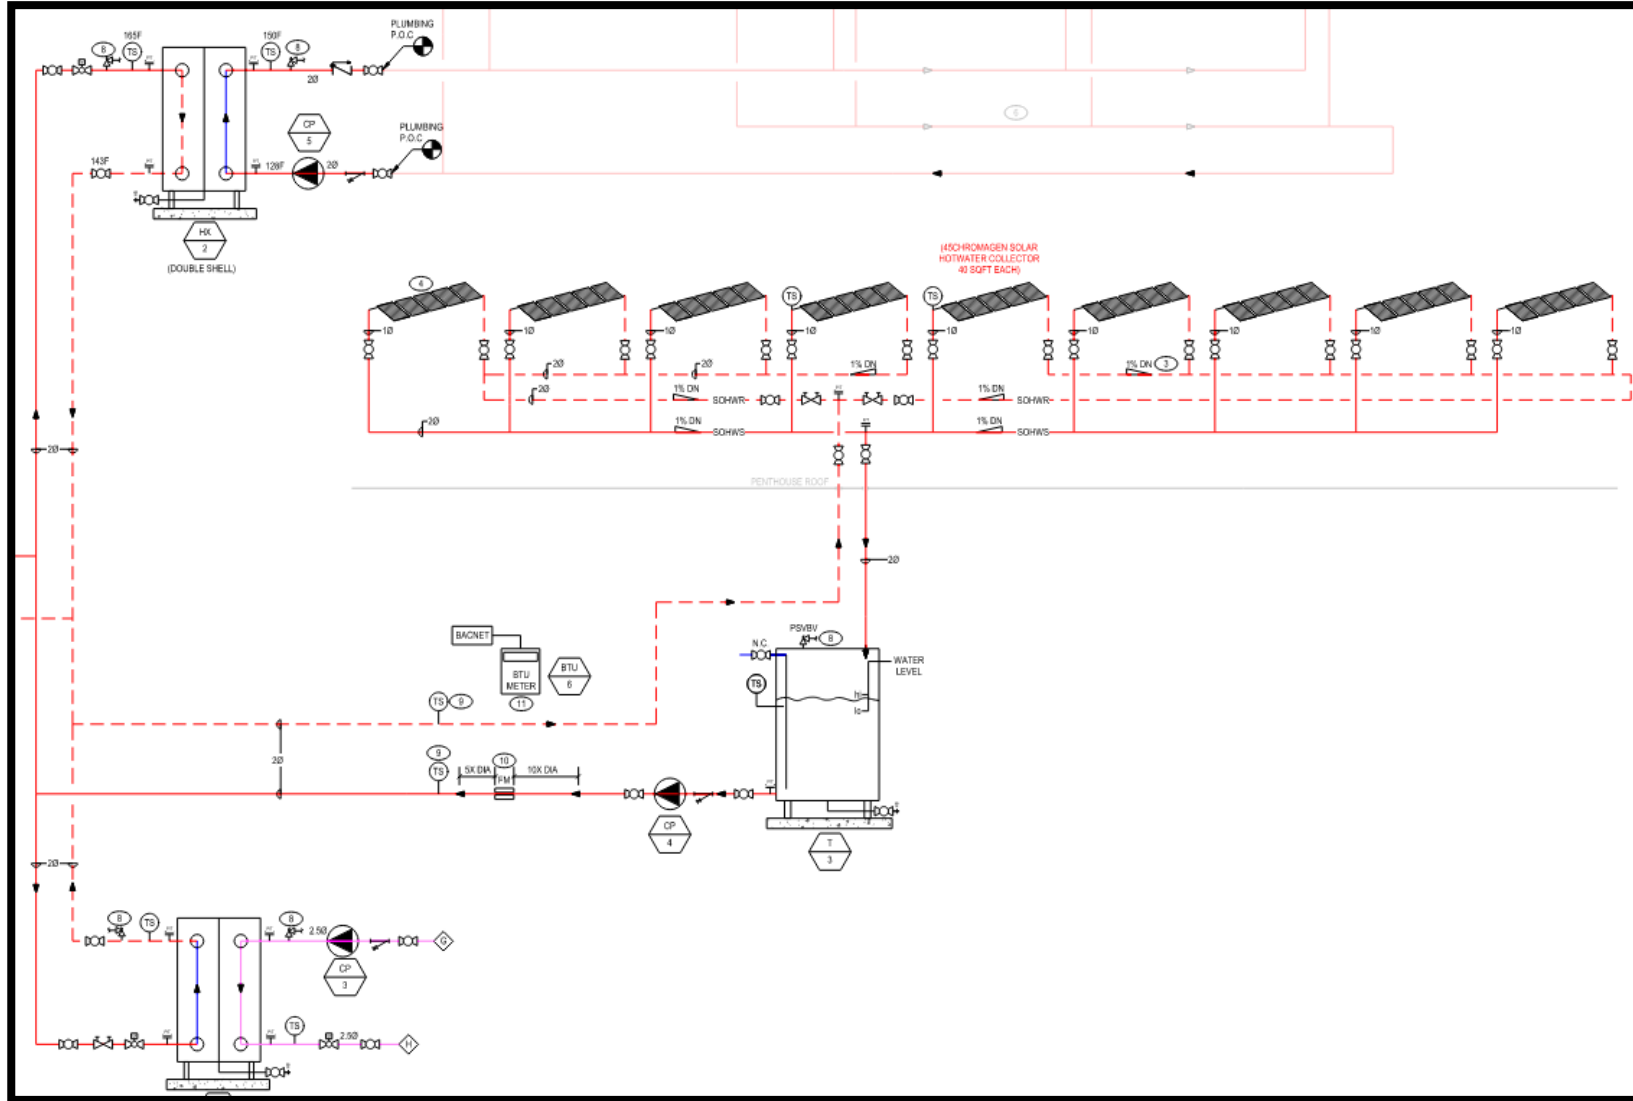 PLUMBING
P.O.C
165F
8
TS
150F
TS
8
2Ø
CP
5
PLUMBING
P.O.C
6
143F
128F
2Ø
HX
2
(DOUBLE SHELL)
(45CHROMAGEN SOLAR
HOTWATER COLLECTOR
40 SQFT EACH)
4
TS
TS
1Ø
1Ø
1Ø
1Ø
1Ø
1Ø
1Ø
1Ø
2Ø
2Ø
1% DN
1% DN
3
2Ø
1% DN
SOHWR
1% DN
SOHWR
2Ø
1% DN
SOHWS
1% DN
SOHWS
2Ø
PENTHOUSE ROOF
2Ø
BACNET
BTU
METER
BTU
6
11
PSVBV
8
N.C.
WATER
LEVEL
TS
hi
lo
TS
9
2Ø
9
TS
5X DIA
10
FM
10X DIA
CP
4
T
3
2Ø
8
TS
8
2.5Ø
G
CP
3
TS
2.5Ø
H